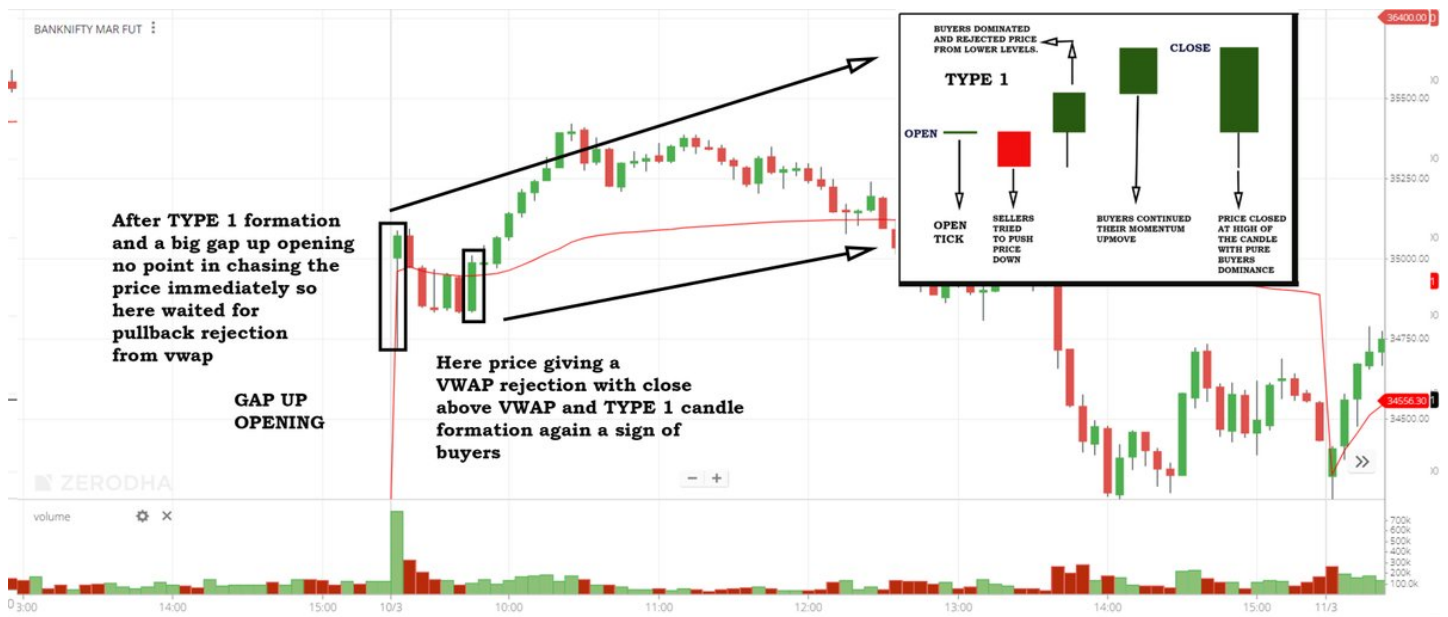 BANKNIFTY MAR FUT
BUYERS DOMINATED
AND REJECTED PRICE
FROM LOWER LEVELS.
TYPE 1
CLOSE
OPEN
OPEN
TICK
SELLERS
TRIED
TO PUSH
PRICE
DOWN
BUYERS CONTINUED
THEIR MOMENTUM
UPMOVE
PRICE CLOSED
AT HIGH OF
THE CANDLE
WITH PURE
BUYERS
DOMINANCE
After TYPE 1 formation
and a big gap up opening
no point in chasing the
price immediately so
here waited for
pullback rejection
from vwap
GAP UP
OPENING
Here price giving a
VWAP rejection with close
above VWAP and TYPE 1 candle
formation again a sign of
buyers
36400.00
35250.00
35000.00
34750.00
34556.30
34500.00
ZERODHA
volume
700k
600k
500k
400k
300k
200k
100.0k
14:00
15:00
10/3
10:00
11:00
12:00
13:00
14:00
15:00
11/3